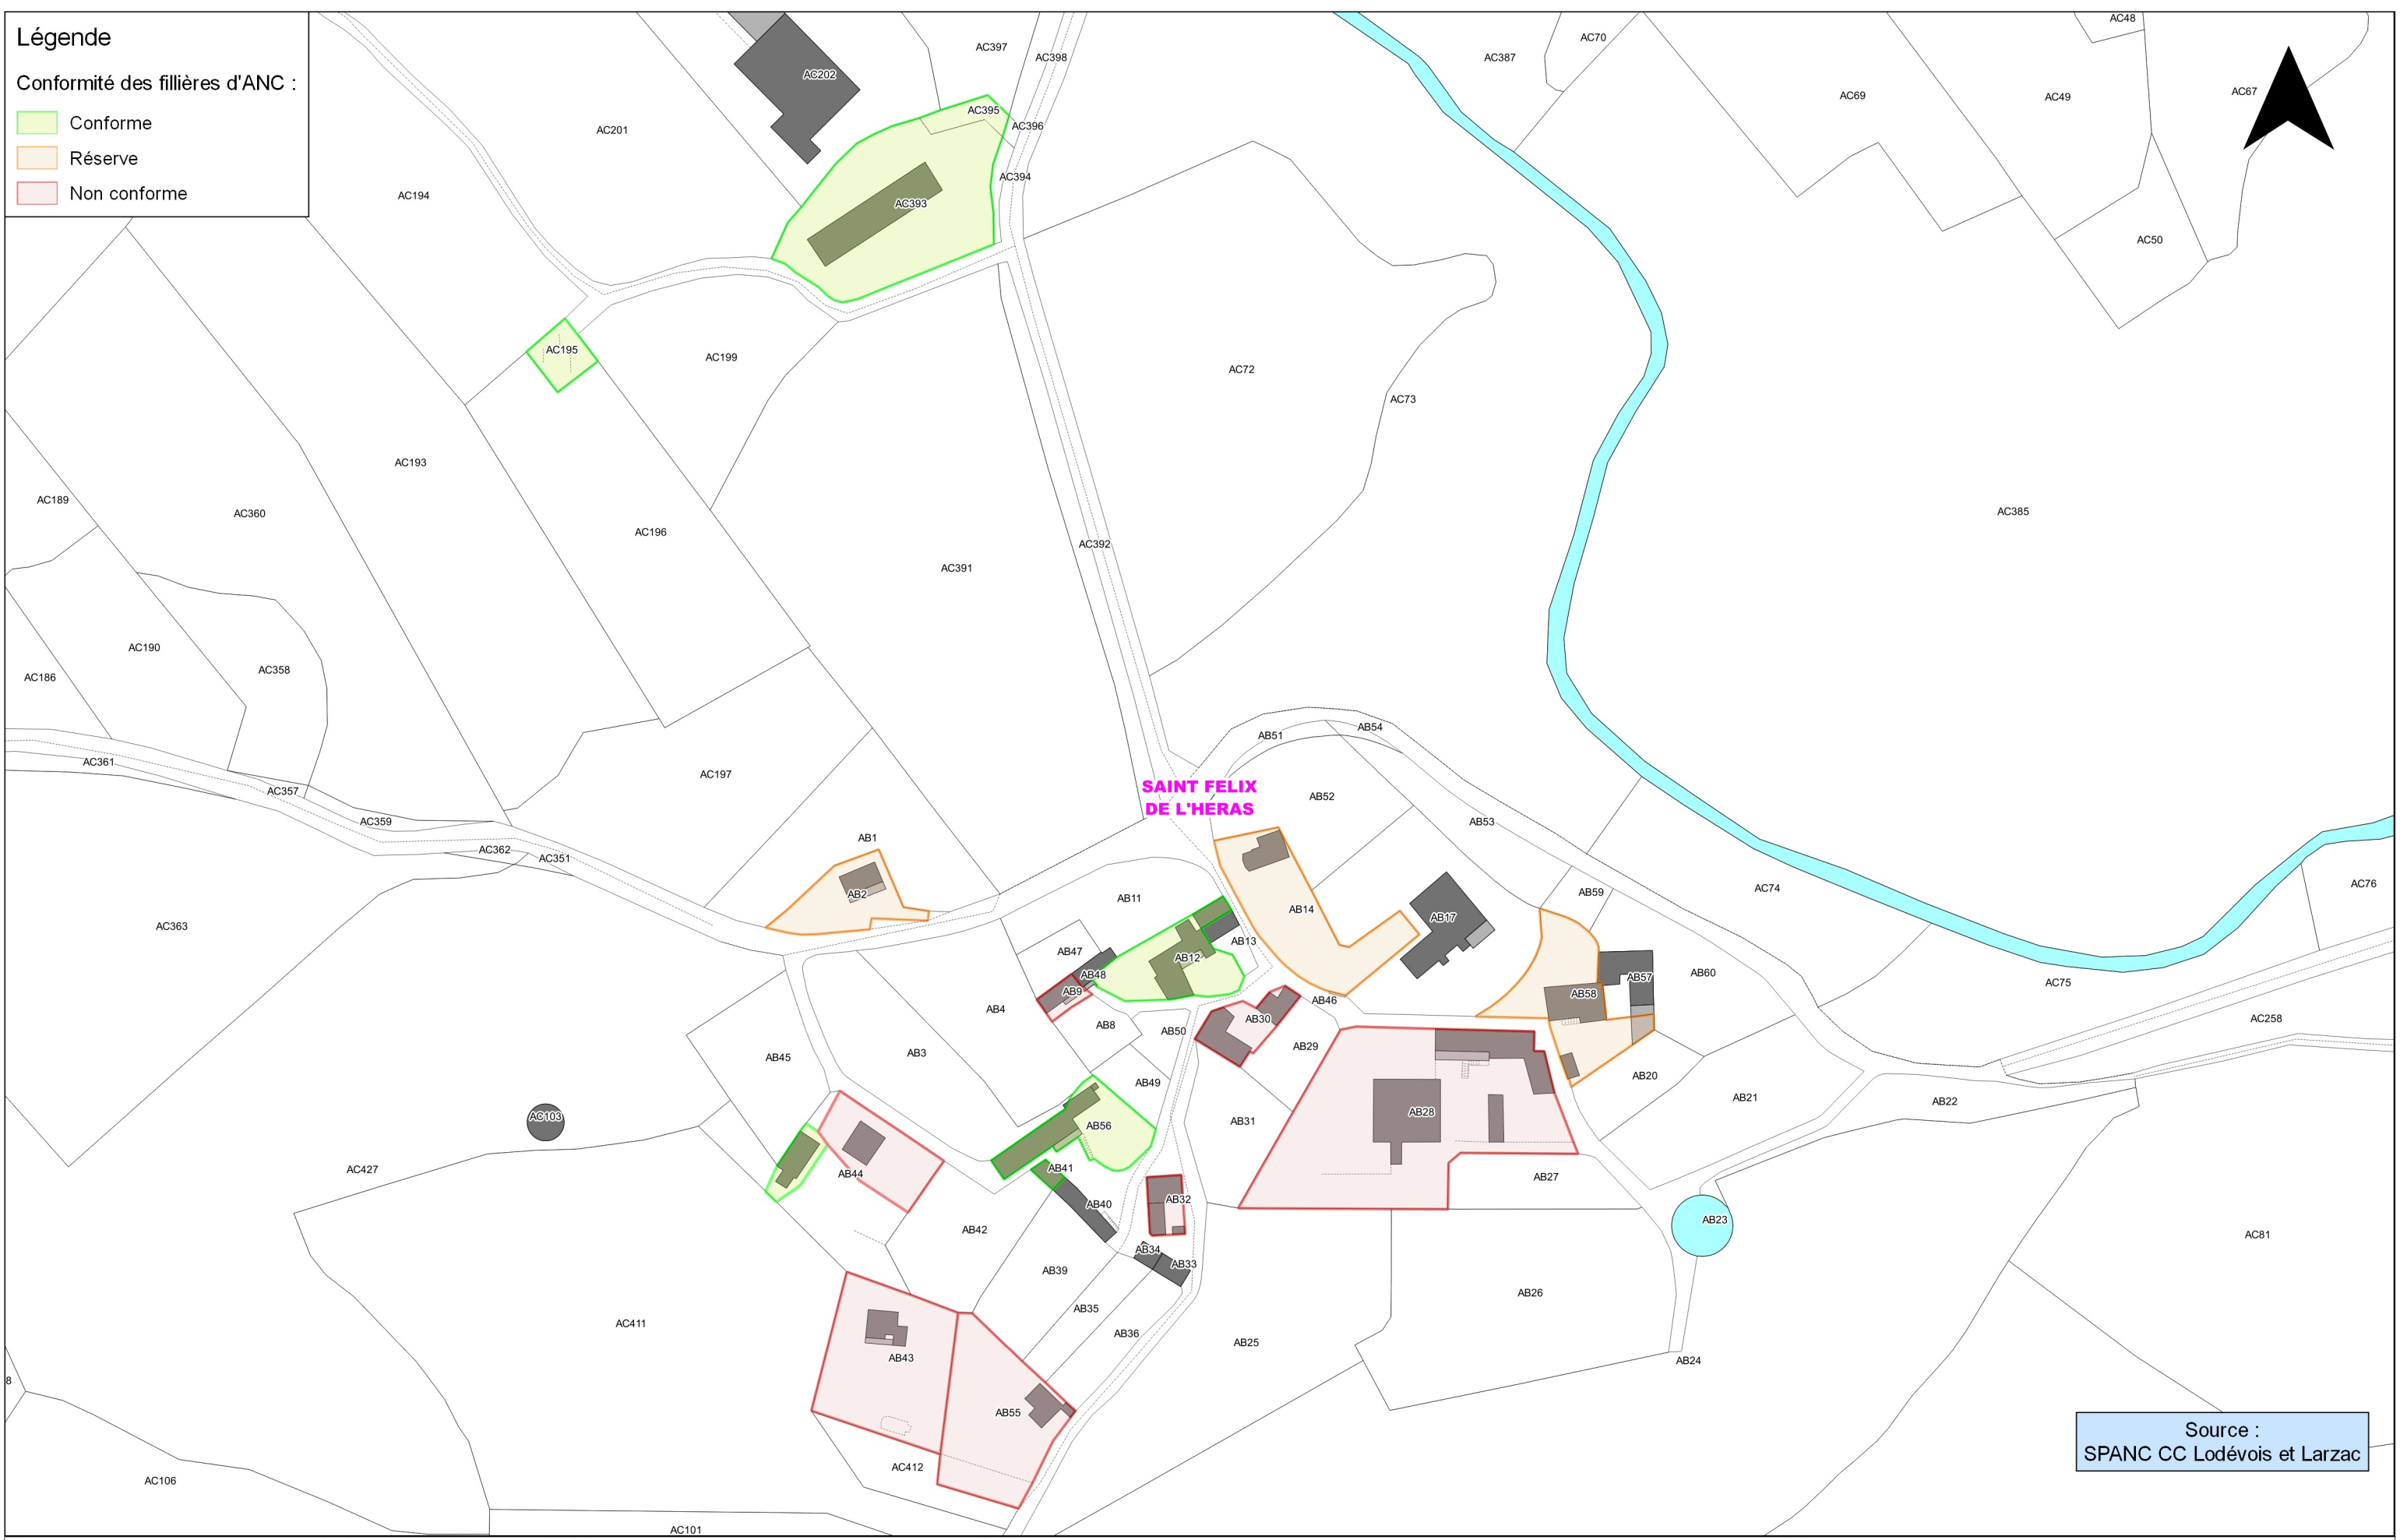 Légende
Conformité des fillières d'ANC :
Conforme
Réserve
Non conforme
AC48
AC397
AC398
AC387
AC70
AC202
AC69
AC49
AC67
AC395
AC396
AC201
AC394
AC194
AC393
AC50
AC195
AC199
AC72
AC73
AC193
AC189
AC360
AC385
AC196
AC392
AC391
AC190
AC358
AC186
AB51
AB54
AC361
AC197
AC357
SAINT FELIX
DE L'HERAS
AB52
AC359
AB53
AB1
AC362
AC351
AC76
AC74
AB59
AB2
AB11
AB14
AB17
AC363
AB13
AB47
AB12
AB48
AB60
AB57
AC75
AB9
AB58
AB46
AB4
AB30
AC258
AB8
AB50
AB29
AB3
AB45
AB20
AB49
AB21
AB22
AC103
AB28
AB31
AB56
AC427
AB41
AB44
AB27
AB32
AB40
AB23
AB42
AC81
AB34
AB33
AB39
AB26
AB35
AC411
AB36
AB25
AB43
AB24
8
AB55
Source :
SPANC CC Lodévois et Larzac
AC412
AC106
AC101